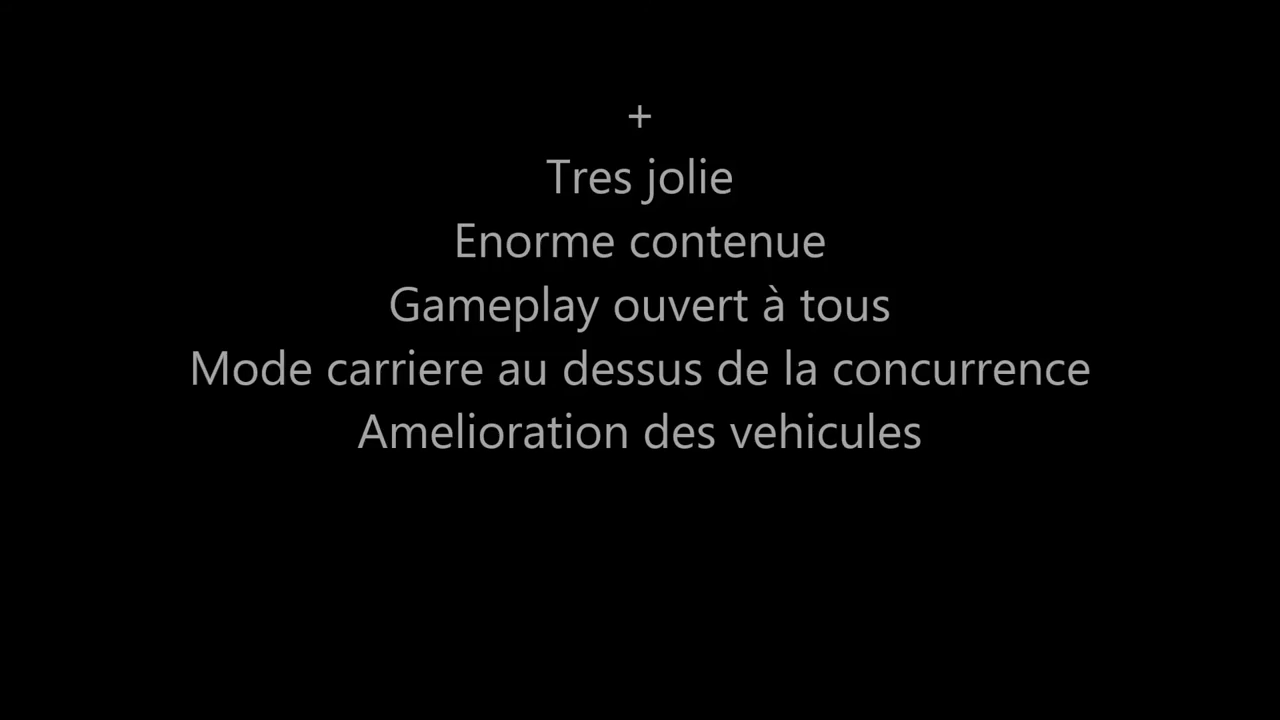 +
Tres jolie
Enorme contenue
Gameplay ouvert à tous
Mode carriere au dessus de la concurrence
Amelioration des vehicules